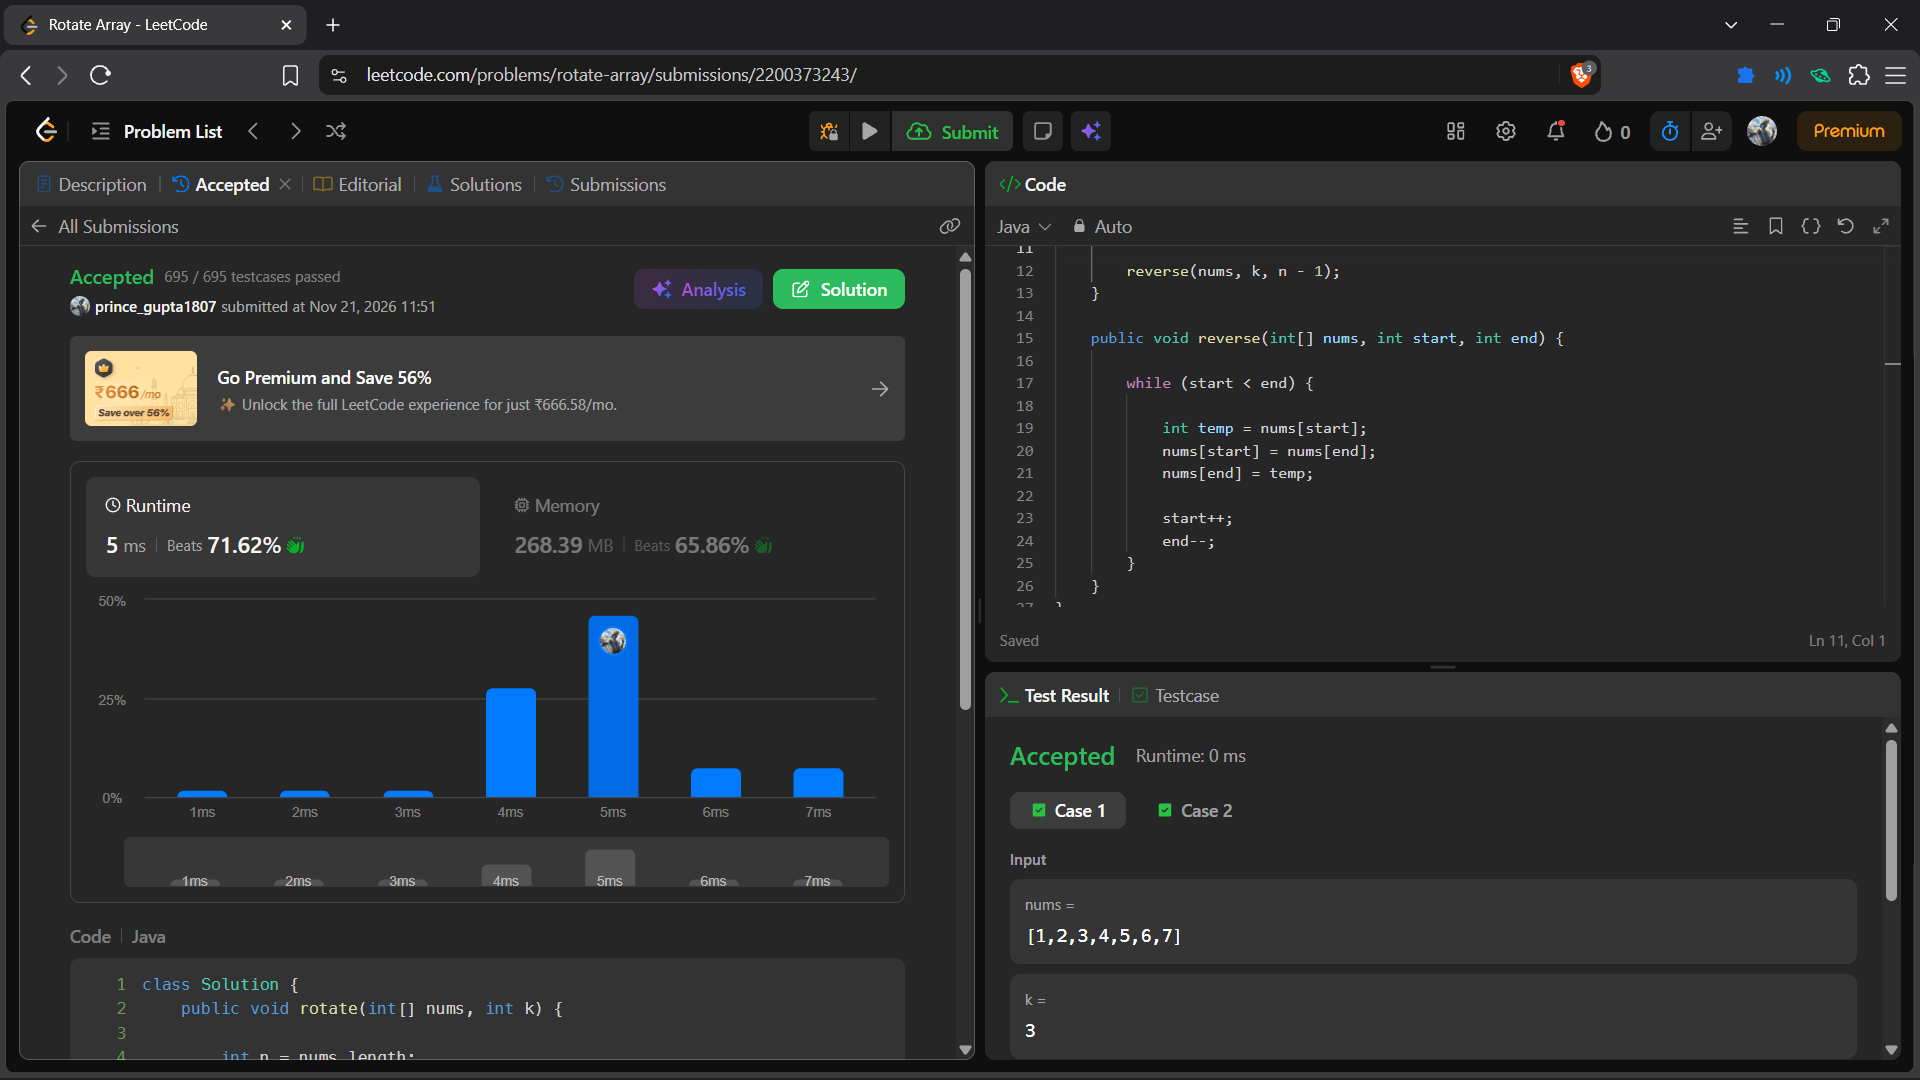 Rotate Array - LeetCode
leetcode.com/problems/rotate-array/submissions/2200373243/
3
Problem List
Submit
0
Premium
Description
Accepted
Editorial
Solutions
Submissions
All Submissions
Accepted 695 / 695 testcases passed
prince_gupta1807 submitted at Nov 21, 2026 11:51
Analysis
Solution
₹666 /mo
Save over 56%
Go Premium and Save 56%
✨ Unlock the full LeetCode experience for just ₹666.58/mo.
Runtime
5 ms Beats 71.62%
Memory
268.39 MB Beats 65.86%
50%
25%
0%
1ms 2ms 3ms 4ms 5ms 6ms 7ms
1ms 2ms 3ms 4ms 5ms 6ms 7ms
Code Java
1 class Solution {
2 public void rotate(int[] nums, int k) {
3
4 int n = nums.length;
</> Code
Java Auto
11
12 reverse(nums, k, n - 1);
13 }
14
15 public void reverse(int[] nums, int start, int end) {
16
17 while (start < end) {
18
19 int temp = nums[start];
20 nums[start] = nums[end];
21 nums[end] = temp;
22
23 start++;
24 end--;
25 }
26 }
27 }
Saved
Ln 11, Col 1
>_ Test Result
Testcase
Accepted Runtime: 0 ms
Case 1
Case 2
Input
nums =
[1,2,3,4,5,6,7]
k =
3